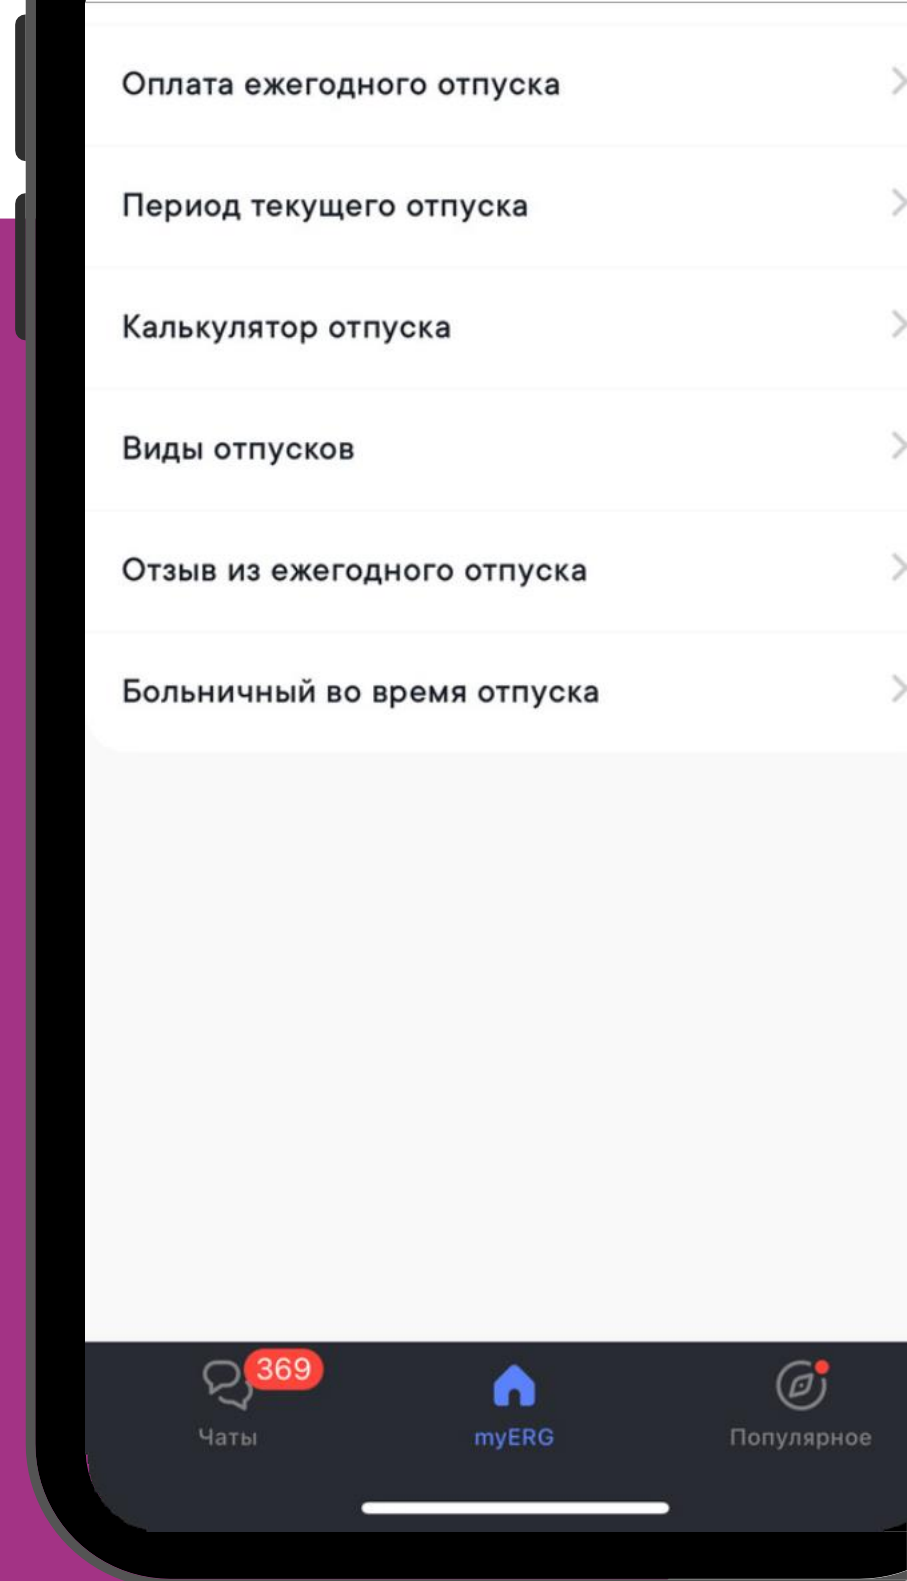 Оплата ежегодного отпуска
Период текущего отпуска
Калькулятор отпуска
Виды отпусков
Отзыв из ежегодного отпуска
Больничный во время отпуска
369
Чаты
myERG
Популярное